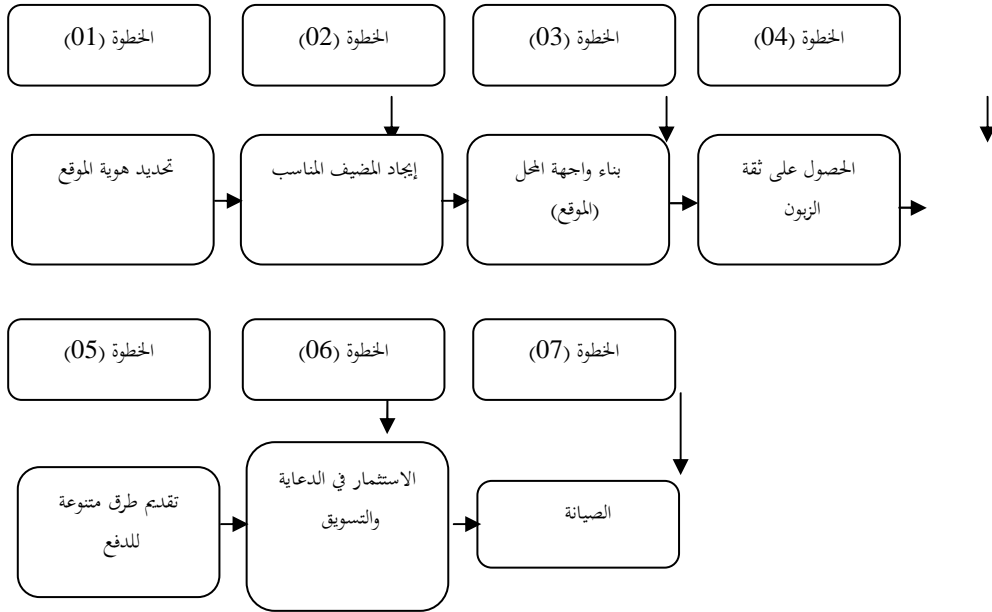 الخطوة (01)
الخطوة (02)
الخطوة (03)
الخطوة (04)
تحديد هوية الموقع
إيجاد المضيف المناسب
بناء واجهة المحل
(الموقع)
الحصول على ثقة
الزبون
الخطوة (05)
الخطوة (06)
الخطوة (07)
تقديم طرق متنوعة
للدفع
الاستثمار في الدعاية
والتسويق
الصيانة